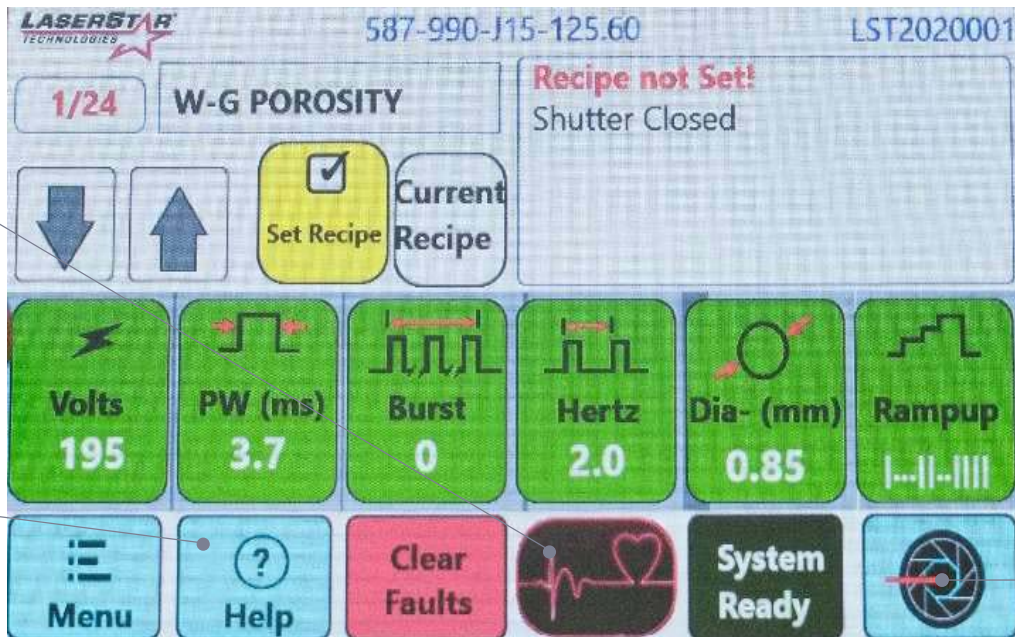 LASERSTAR
TECHNOLOGIES
587-990-J15-125.60
LST2020001
1/24
W-G POROSITY
Recipe not Set!
Shutter Closed
Set Recipe
Current
Recipe
Volts
195
PW (ms)
3.7
Burst
0
Hertz
2.0
Dia- (mm)
0.85
Rampup
|...||..||||
Menu
?
Help
Clear
Faults
System
Ready